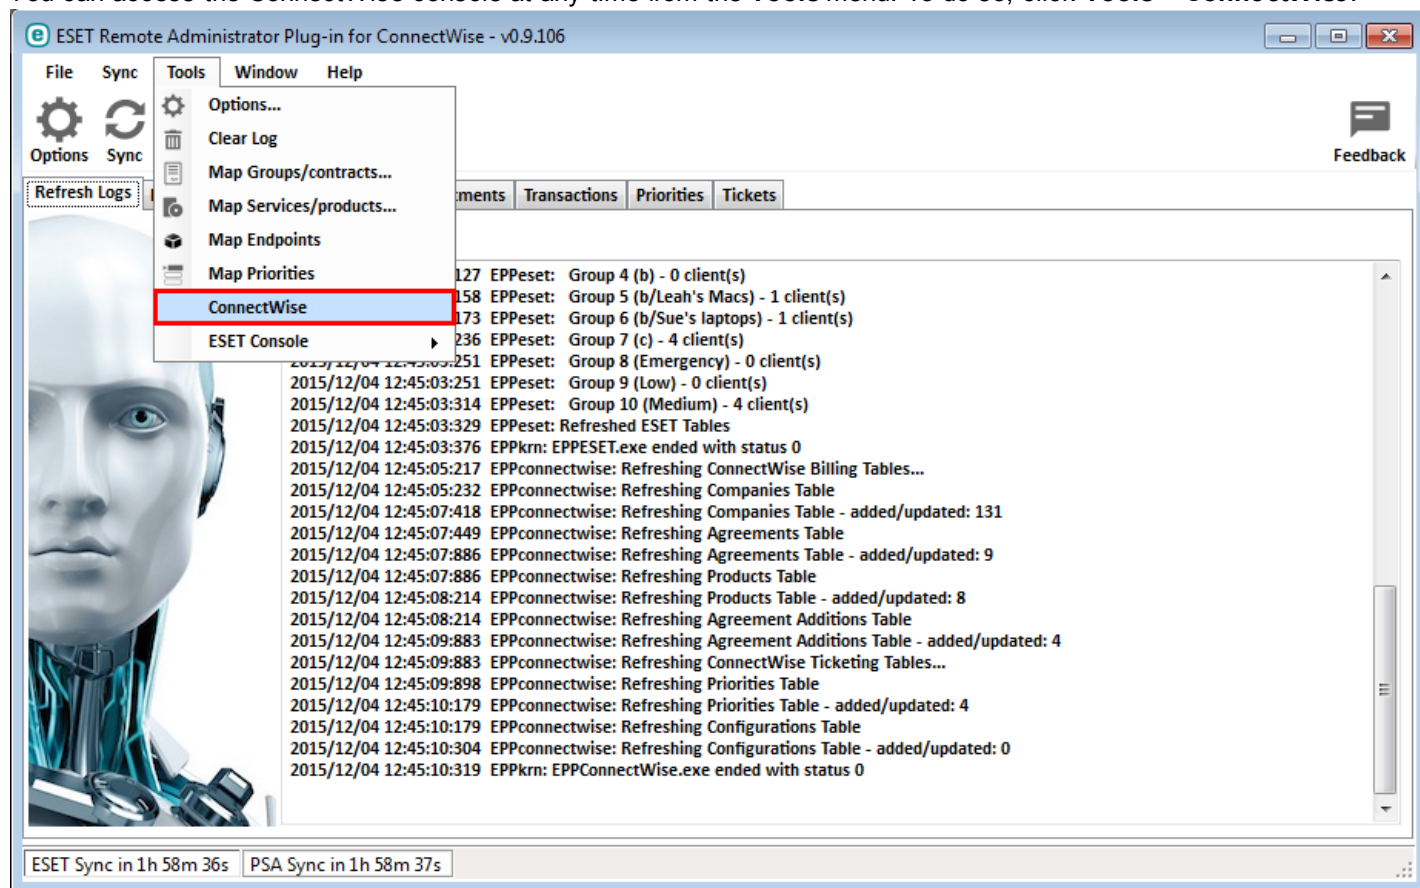 ESET Remote Administrator Plug-in for ConnectWise - v0.9.106
File Sync Tools Window Help
Options Sync
Feedback
Options...
Clear Log
Map Groups/contracts...
Map Services/products...
Map Endpoints
Map Priorities
ConnectWise
ESET Console
Refresh Logs
ments Transactions Priorities Tickets
127 EPPeset: Group 4 (b) - 0 client(s)
158 EPPeset: Group 5 (b/Leah's Macs) - 1 client(s)
173 EPPeset: Group 6 (b/Sue's laptops) - 1 client(s)
236 EPPeset: Group 7 (c) - 4 client(s)
2015/12/04 12:45:03:251 EPPeset: Group 8 (Emergency) - 0 client(s)
2015/12/04 12:45:03:251 EPPeset: Group 9 (Low) - 0 client(s)
2015/12/04 12:45:03:314 EPPeset: Group 10 (Medium) - 4 client(s)
2015/12/04 12:45:03:329 EPPeset: Refreshed ESET Tables
2015/12/04 12:45:03:376 EPPkrn: EPPESET.exe ended with status 0
2015/12/04 12:45:05:217 EPPconnectwise: Refreshing ConnectWise Billing Tables...
2015/12/04 12:45:05:232 EPPconnectwise: Refreshing Companies Table
2015/12/04 12:45:07:418 EPPconnectwise: Refreshing Companies Table - added/updated: 131
2015/12/04 12:45:07:449 EPPconnectwise: Refreshing Agreements Table
2015/12/04 12:45:07:886 EPPconnectwise: Refreshing Agreements Table - added/updated: 9
2015/12/04 12:45:07:886 EPPconnectwise: Refreshing Products Table
2015/12/04 12:45:08:214 EPPconnectwise: Refreshing Products Table - added/updated: 8
2015/12/04 12:45:08:214 EPPconnectwise: Refreshing Agreement Additions Table
2015/12/04 12:45:09:883 EPPconnectwise: Refreshing Agreement Additions Table - added/updated: 4
2015/12/04 12:45:09:883 EPPconnectwise: Refreshing ConnectWise Ticketing Tables...
2015/12/04 12:45:09:898 EPPconnectwise: Refreshing Priorities Table
2015/12/04 12:45:10:179 EPPconnectwise: Refreshing Priorities Table - added/updated: 4
2015/12/04 12:45:10:179 EPPconnectwise: Refreshing Configurations Table
2015/12/04 12:45:10:304 EPPconnectwise: Refreshing Configurations Table - added/updated: 0
2015/12/04 12:45:10:319 EPPkrn: EPPConnectWise.exe ended with status 0
ESET Sync in 1h 58m 36s PSA Sync in 1h 58m 37s